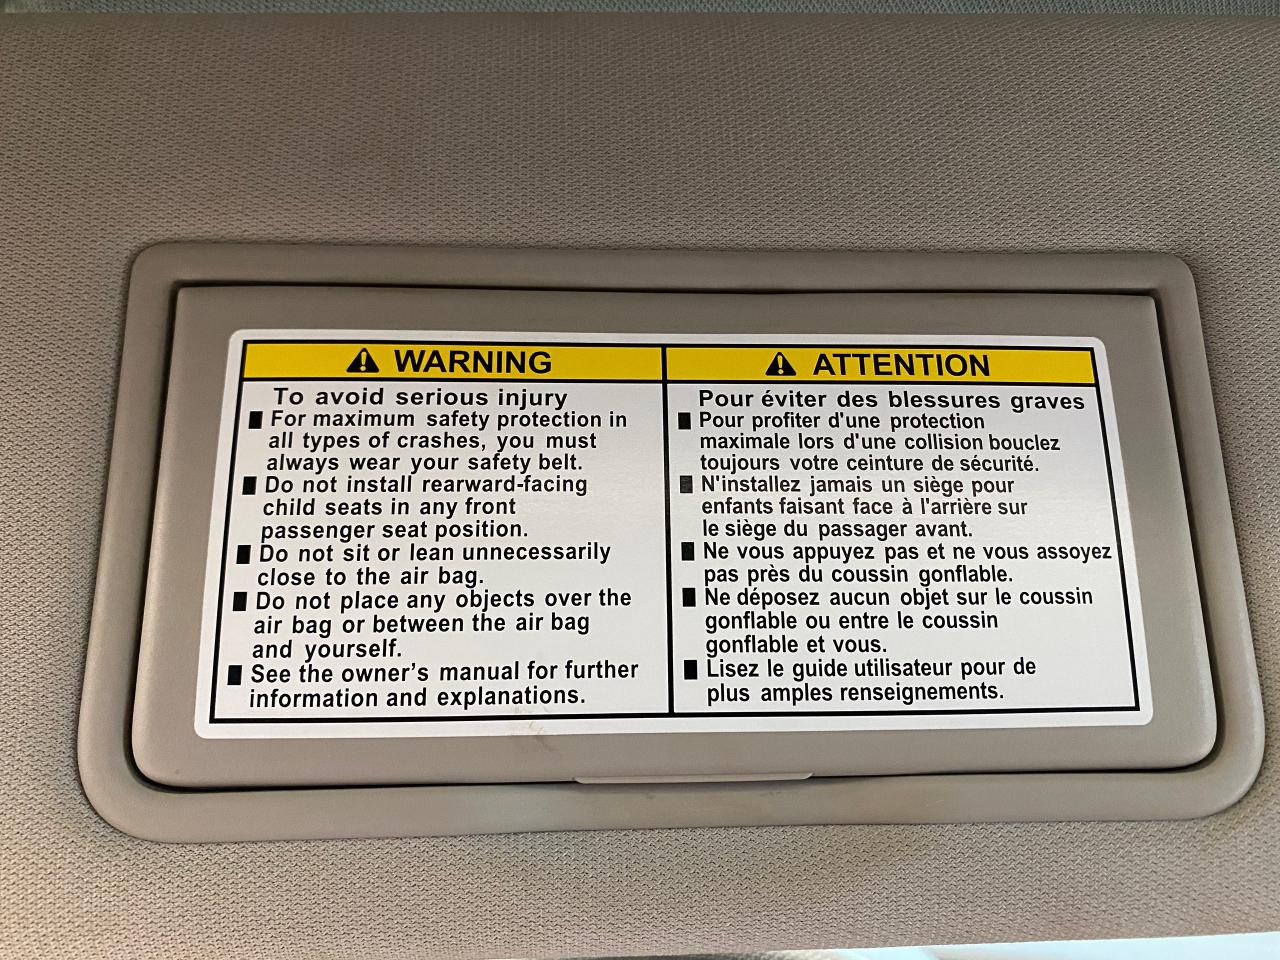 WARNING
To avoid serious injury
■ For maximum safety protection in
all types of crashes, you must
always wear your safety belt.
■ Do not install rearward-facing
child seats in any front
passenger seat position.
■ Do not sit or lean unnecessarily
close to the air bag.
■ Do not place any objects over the
air bag or between the air bag
and yourself.
■ See the owner's manual for further
information and explanations.
ATTENTION
Pour éviter des blessures graves
■ Pour profiter d'une protection
maximale lors d'une collision bouclez
toujours votre ceinture de sécurité.
■ N'installez jamais un siège pour
enfants faisant face à l'arrière sur
le siège du passager avant.
■ Ne vous appuyez pas et ne vous assoyez
pas près du coussin gonflable.
■ Ne déposez aucun objet sur le coussin
gonflable ou entre le coussin
gonflable et vous.
■ Lisez le guide utilisateur pour de
plus amples renseignements.